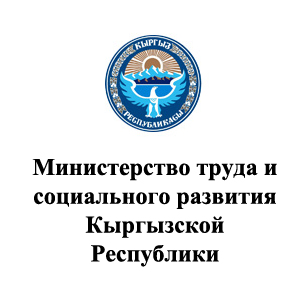 КЫРГЫЗ
РЕСПУБЛИКАСЫ
Министерство труда и
социального развития
Кыргызской
Республики